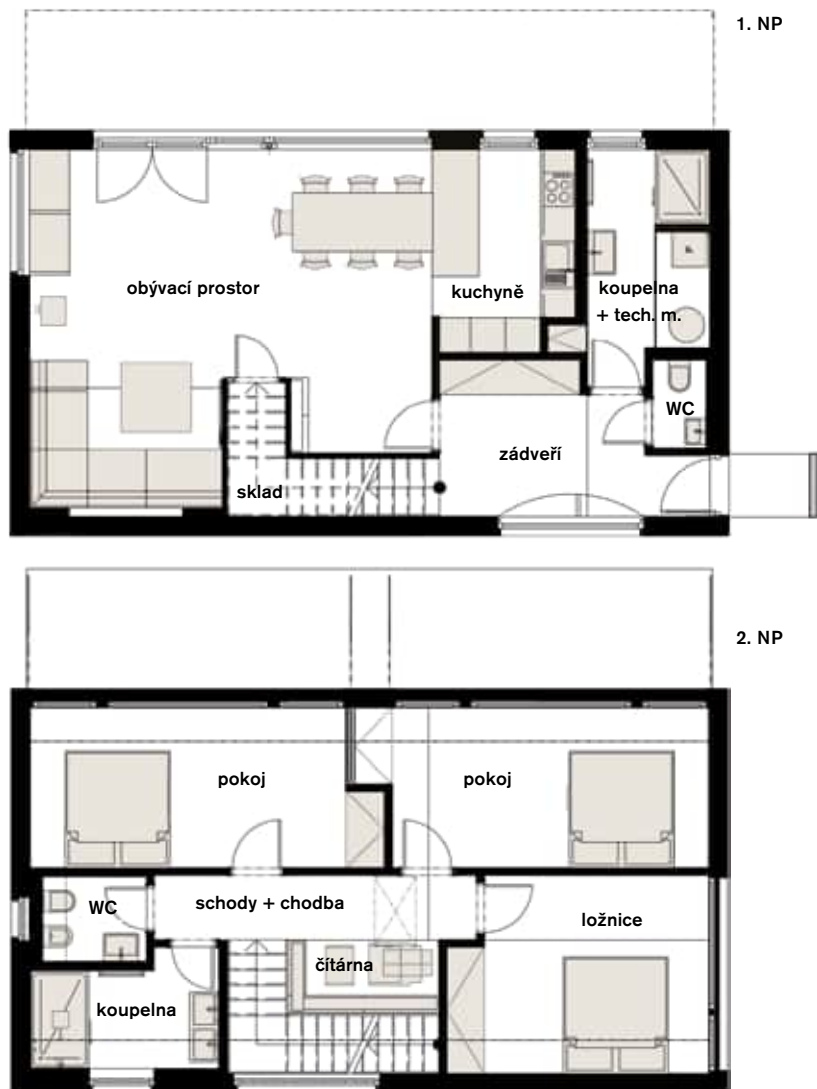 1. NP
obývací prostor
kuchyně
koupelna
+ tech. m.
WC
zádveří
sklad
2. NP
pokoj
pokoj
WC
schody + chodba
ložnice
čítárna
koupelna